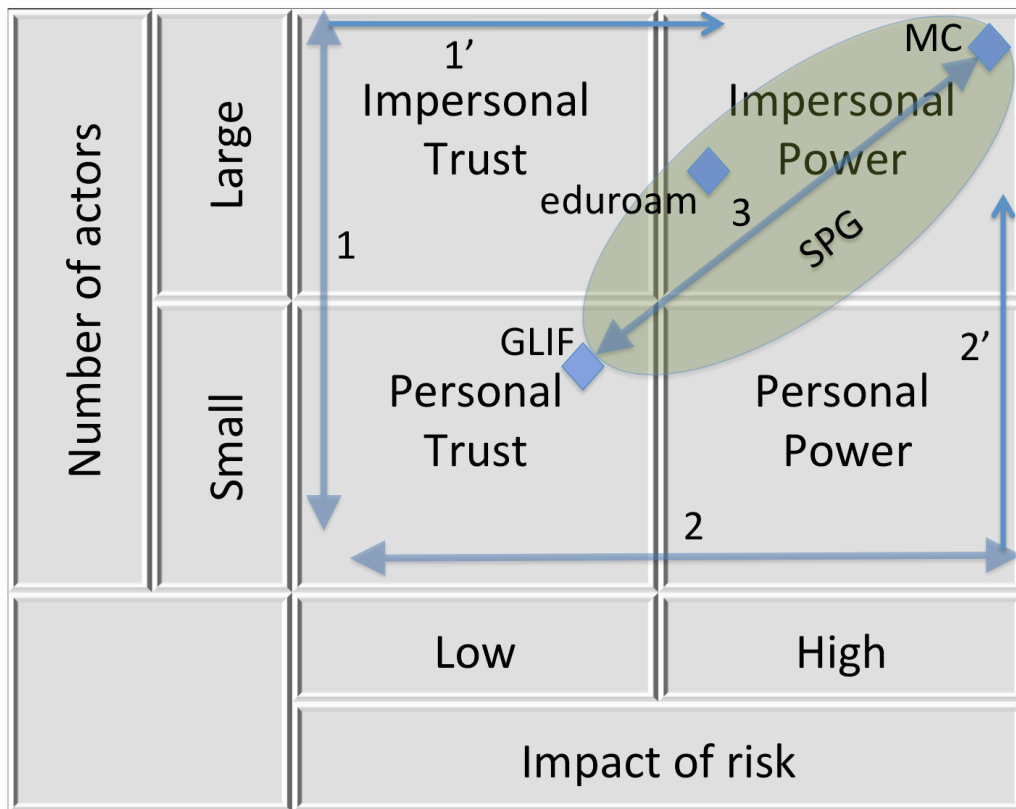 Number of actors
Large
Small
1’
Impersonal
Trust
MC
Impersonal
Power
eduroam
3
SPG
1
GLIF
Personal
Trust
2’
Personal
Power
2
Low
High
Impact of risk